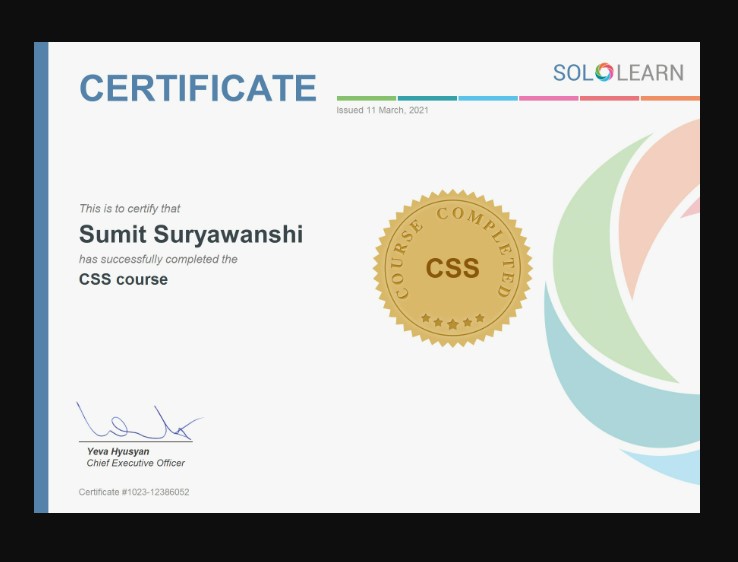 CERTIFICATE
SOLOLEARN
Issued 11 March, 2021
This is to certify that
Sumit Suryawanshi
has successfully completed the
CSS course
COURSE COMPLETED
CSS
Yeva Hyusyan
Chief Executive Officer
Certificate #1023-12386052